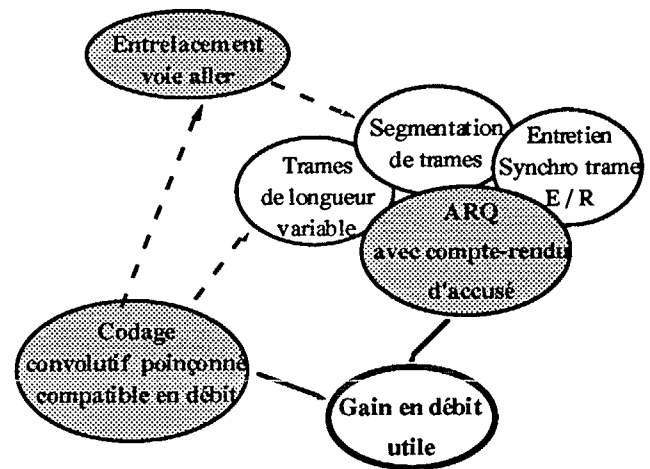 Entrelacement
voie aller
Segmentation
de trames
Entretien
Synchro trame
E / R
Trames
de longueur
variable
ARQ
avec compte-rendu
d'accusé
Codage
convolutif poinçonné
compatible en débit
Gain en débit
utile